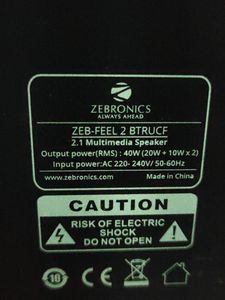 ZEBRONICS
ALWAYS AHEAD
ZEB-FEEL 2 BTRUCF
2.1 Multimedia Speaker
Output power(RMS) : 40W (20W + 10W x 2)
Input power:AC 220- 240V/ 50-60Hz
www.zebronics.com Made in China
CAUTION
RISK OF ELECTRIC
SHOCK
DO NOT OPEN
10
CE